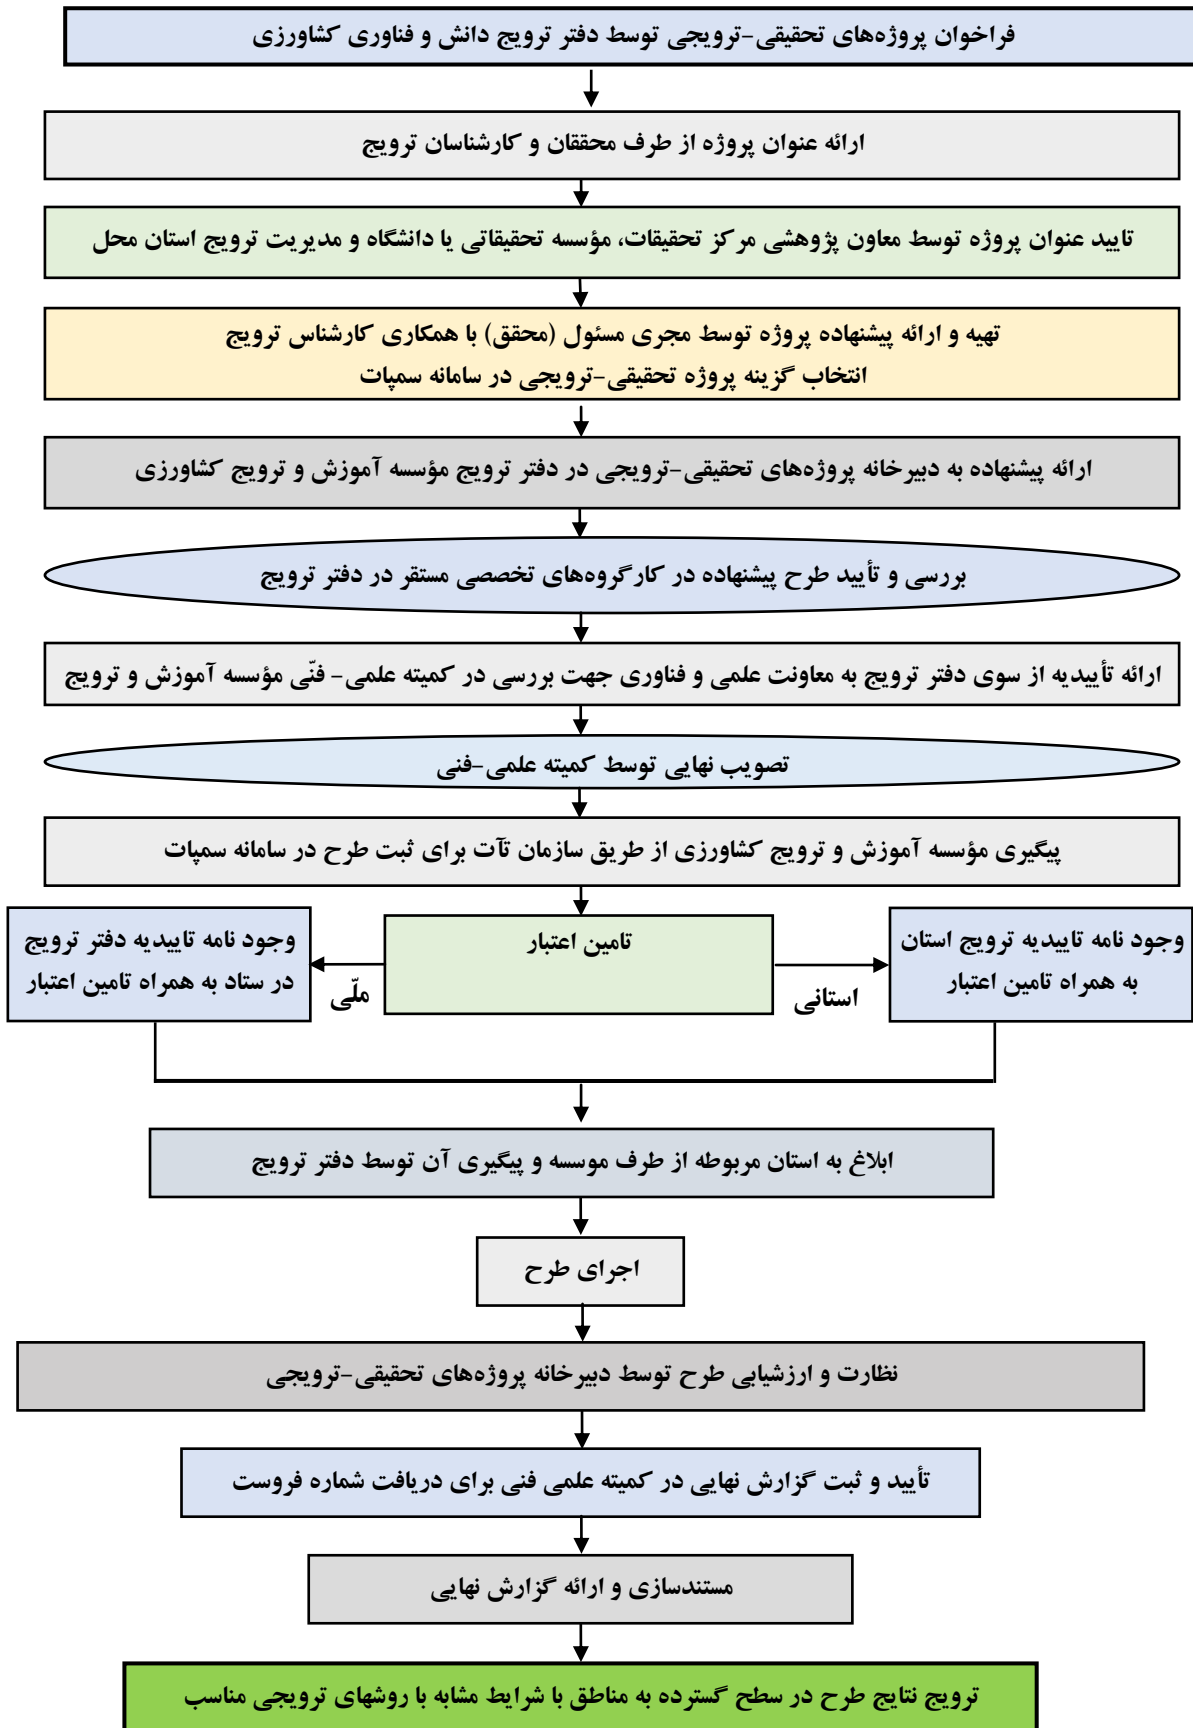 فراخوان پروژه‌های تحقیقی-ترویجی توسط دفتر ترویج دانش و فناوری کشاورزی
ارائه عنوان پروژه از طرف محققان و کارشناسان ترویج
تایید عنوان پروژه توسط معاون پژوهشی مرکز تحقیقات، مؤسسه تحقیقاتی یا دانشگاه و مدیریت ترویج استان محل
تهیه و ارائه پیشنهاده پروژه توسط مجری مسئول (محقق) با همکاری کارشناس ترویج
انتخاب گزینه پروژه تحقیقی-ترویجی در سامانه سمپات
ارائه پیشنهاده به دبیرخانه پروژه‌های تحقیقی-ترویجی در دفتر ترویج مؤسسه آموزش و ترویج کشاورزی
بررسی و تأیید طرح پیشنهاده در کارگروه‌های تخصصی مستقر در دفتر ترویج
ارائه تأییدیه از سوی دفتر ترویج به معاونت علمی و فناوری جهت بررسی در کمیته علمی- فنّی مؤسسه آموزش و ترویج
تصویب نهایی توسط کمیته علمی-فنی
پیگیری مؤسسه آموزش و ترویج کشاورزی از طریق سازمان تآت برای ثبت طرح در سامانه سمپات
وجود نامه تاییدیه ترویج استان
به همراه تامین اعتبار
استانی
تامین اعتبار
ملّی
وجود نامه تاییدیه دفتر ترویج
در ستاد به همراه تامین اعتبار
ابلاغ به استان مربوطه از طرف موسسه و پیگیری آن توسط دفتر ترویج
اجرای طرح
نظارت و ارزشیابی طرح توسط دبیرخانه پروژه‌های تحقیقی-ترویجی
تأیید و ثبت گزارش نهایی در کمیته علمی فنی برای دریافت شماره فروست
مستندسازی و ارائه گزارش نهایی
ترویج نتایج طرح در سطح گسترده به مناطق با شرایط مشابه با روشهای ترویجی مناسب